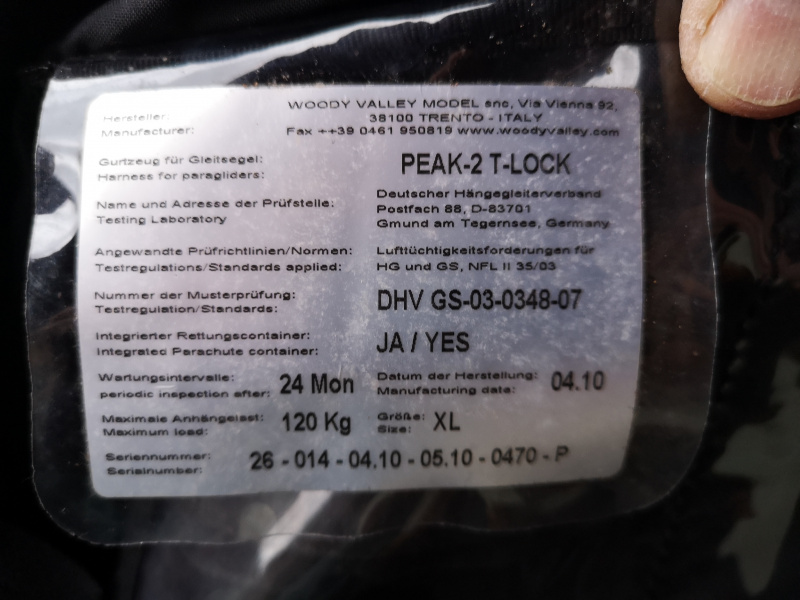 Hersteller:
Manufacturer:
WOODY VALLEY MODEL snc, Via Vienna 92,
38100 TRENTO - ITALY
Fax ++39 0461 950819 www.woodyvalley.com
Gurtzeug für Gleitsegel:
Harness for paragliders:
PEAK-2 T-LOCK
Name und Adresse der Prüfstelle:
Testing Laboratory
Deutscher Hängegleiterverband
Postfach 88, D-83701
Gmund am Tegernsee, Germany
Angewandte Prüfrichtlinien/Normen:
Testregulations/Standards applied:
Lufttüchtigkeitsforderungen für
HG und GS, NFL II 35/03
Nummer der Musterprüfung:
Testregulation/Standards:
DHV GS-03-0348-07
Integrierter Rettungscontainer:
Integrated Parachute container:
JA / YES
Wartungsintervalle:
periodic inspection after:
24 Mon
Datum der Herstellung:
Manufacturing date:
04.10
Maximale Anhängelast:
Maximum load:
120 Kg
Größe:
Size:
XL
Seriennummer:
Serialnumber:
26 - 014 - 04.10 - 05.10 - 0470 - P